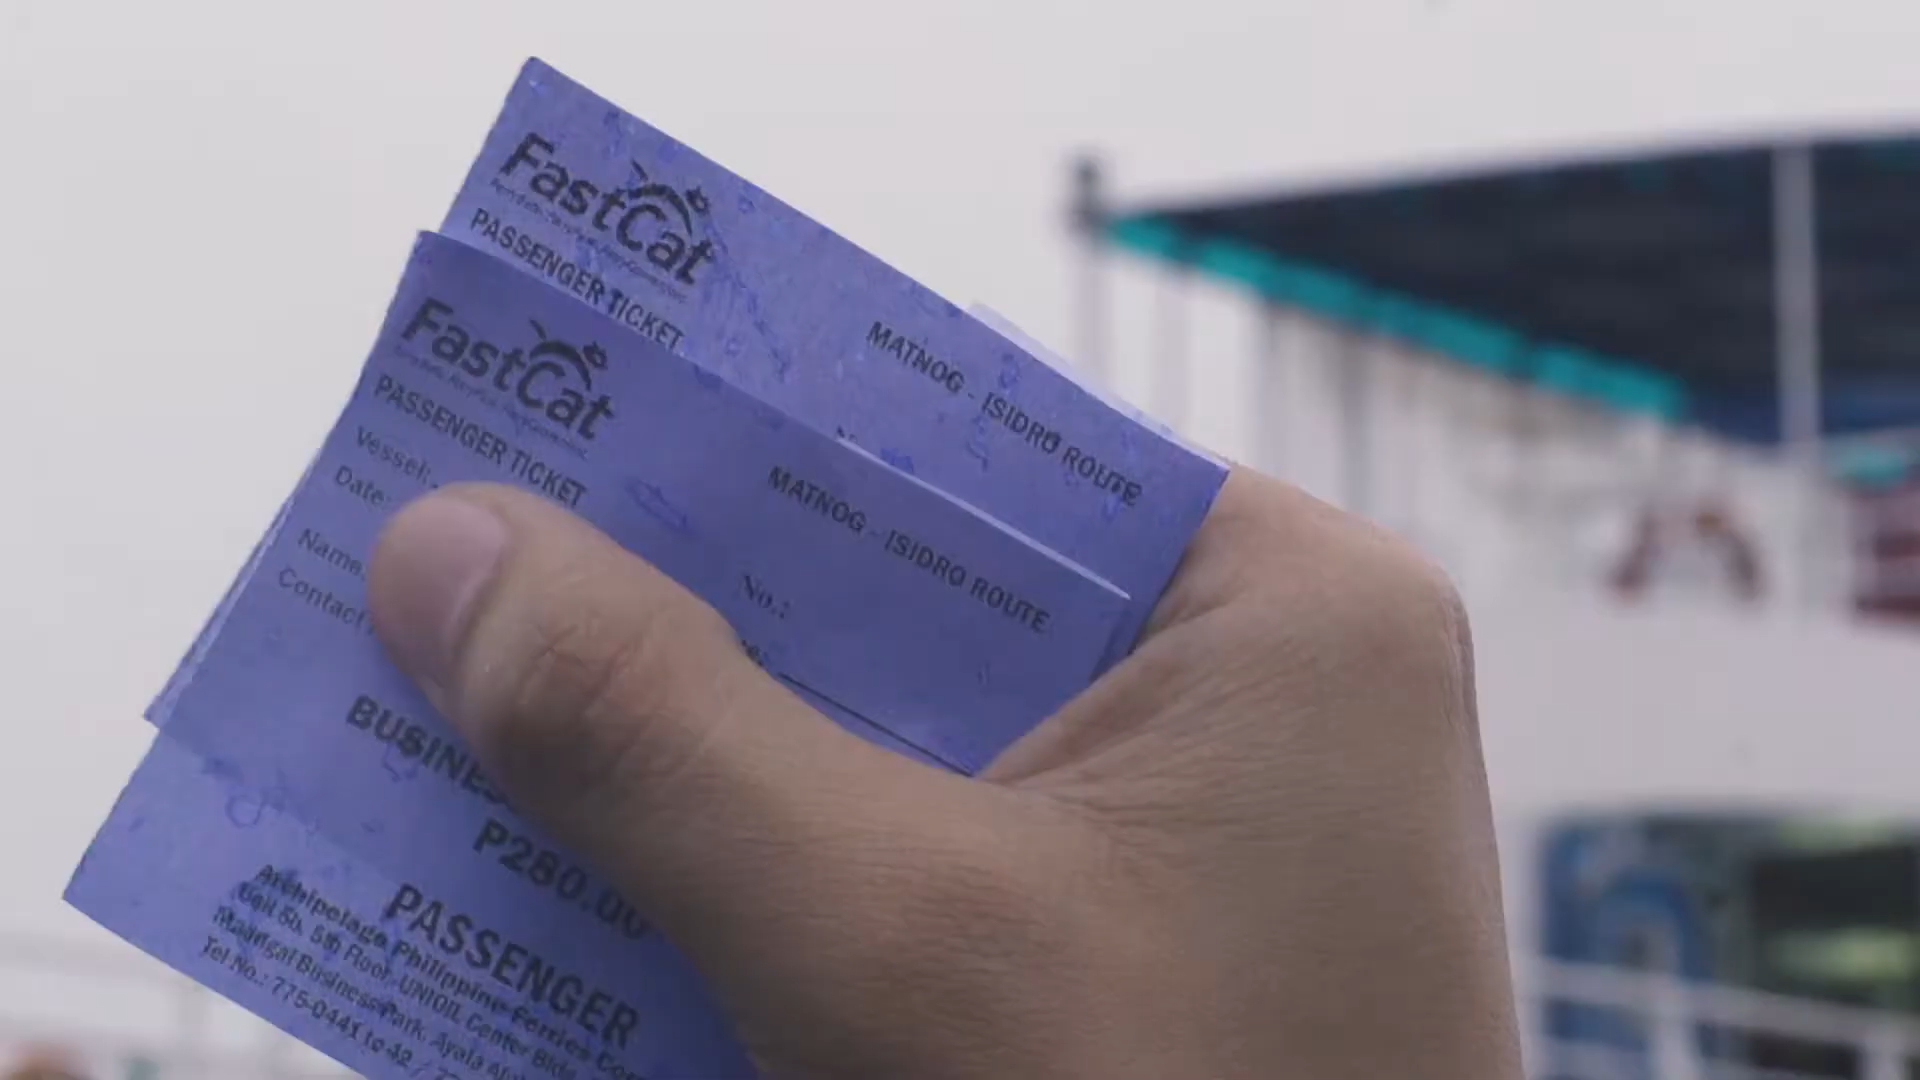 FastCat
PASSENGER TICKET
MATNOG - ISIDRO ROUTE
FastCat
PASSENGER TICKET
MATNOG - ISIDRO ROUTE
Vessel:
Date:
No.:
Name
Contact
BUSINES
P280.00
PASSENGER
Archipelago Philippine Ferries
Unit 5b, 5th Floor, UNIOIL Center Bldg.
Madrigal Business Park, Ayala
Tel No.: 775-0441 to 42 /